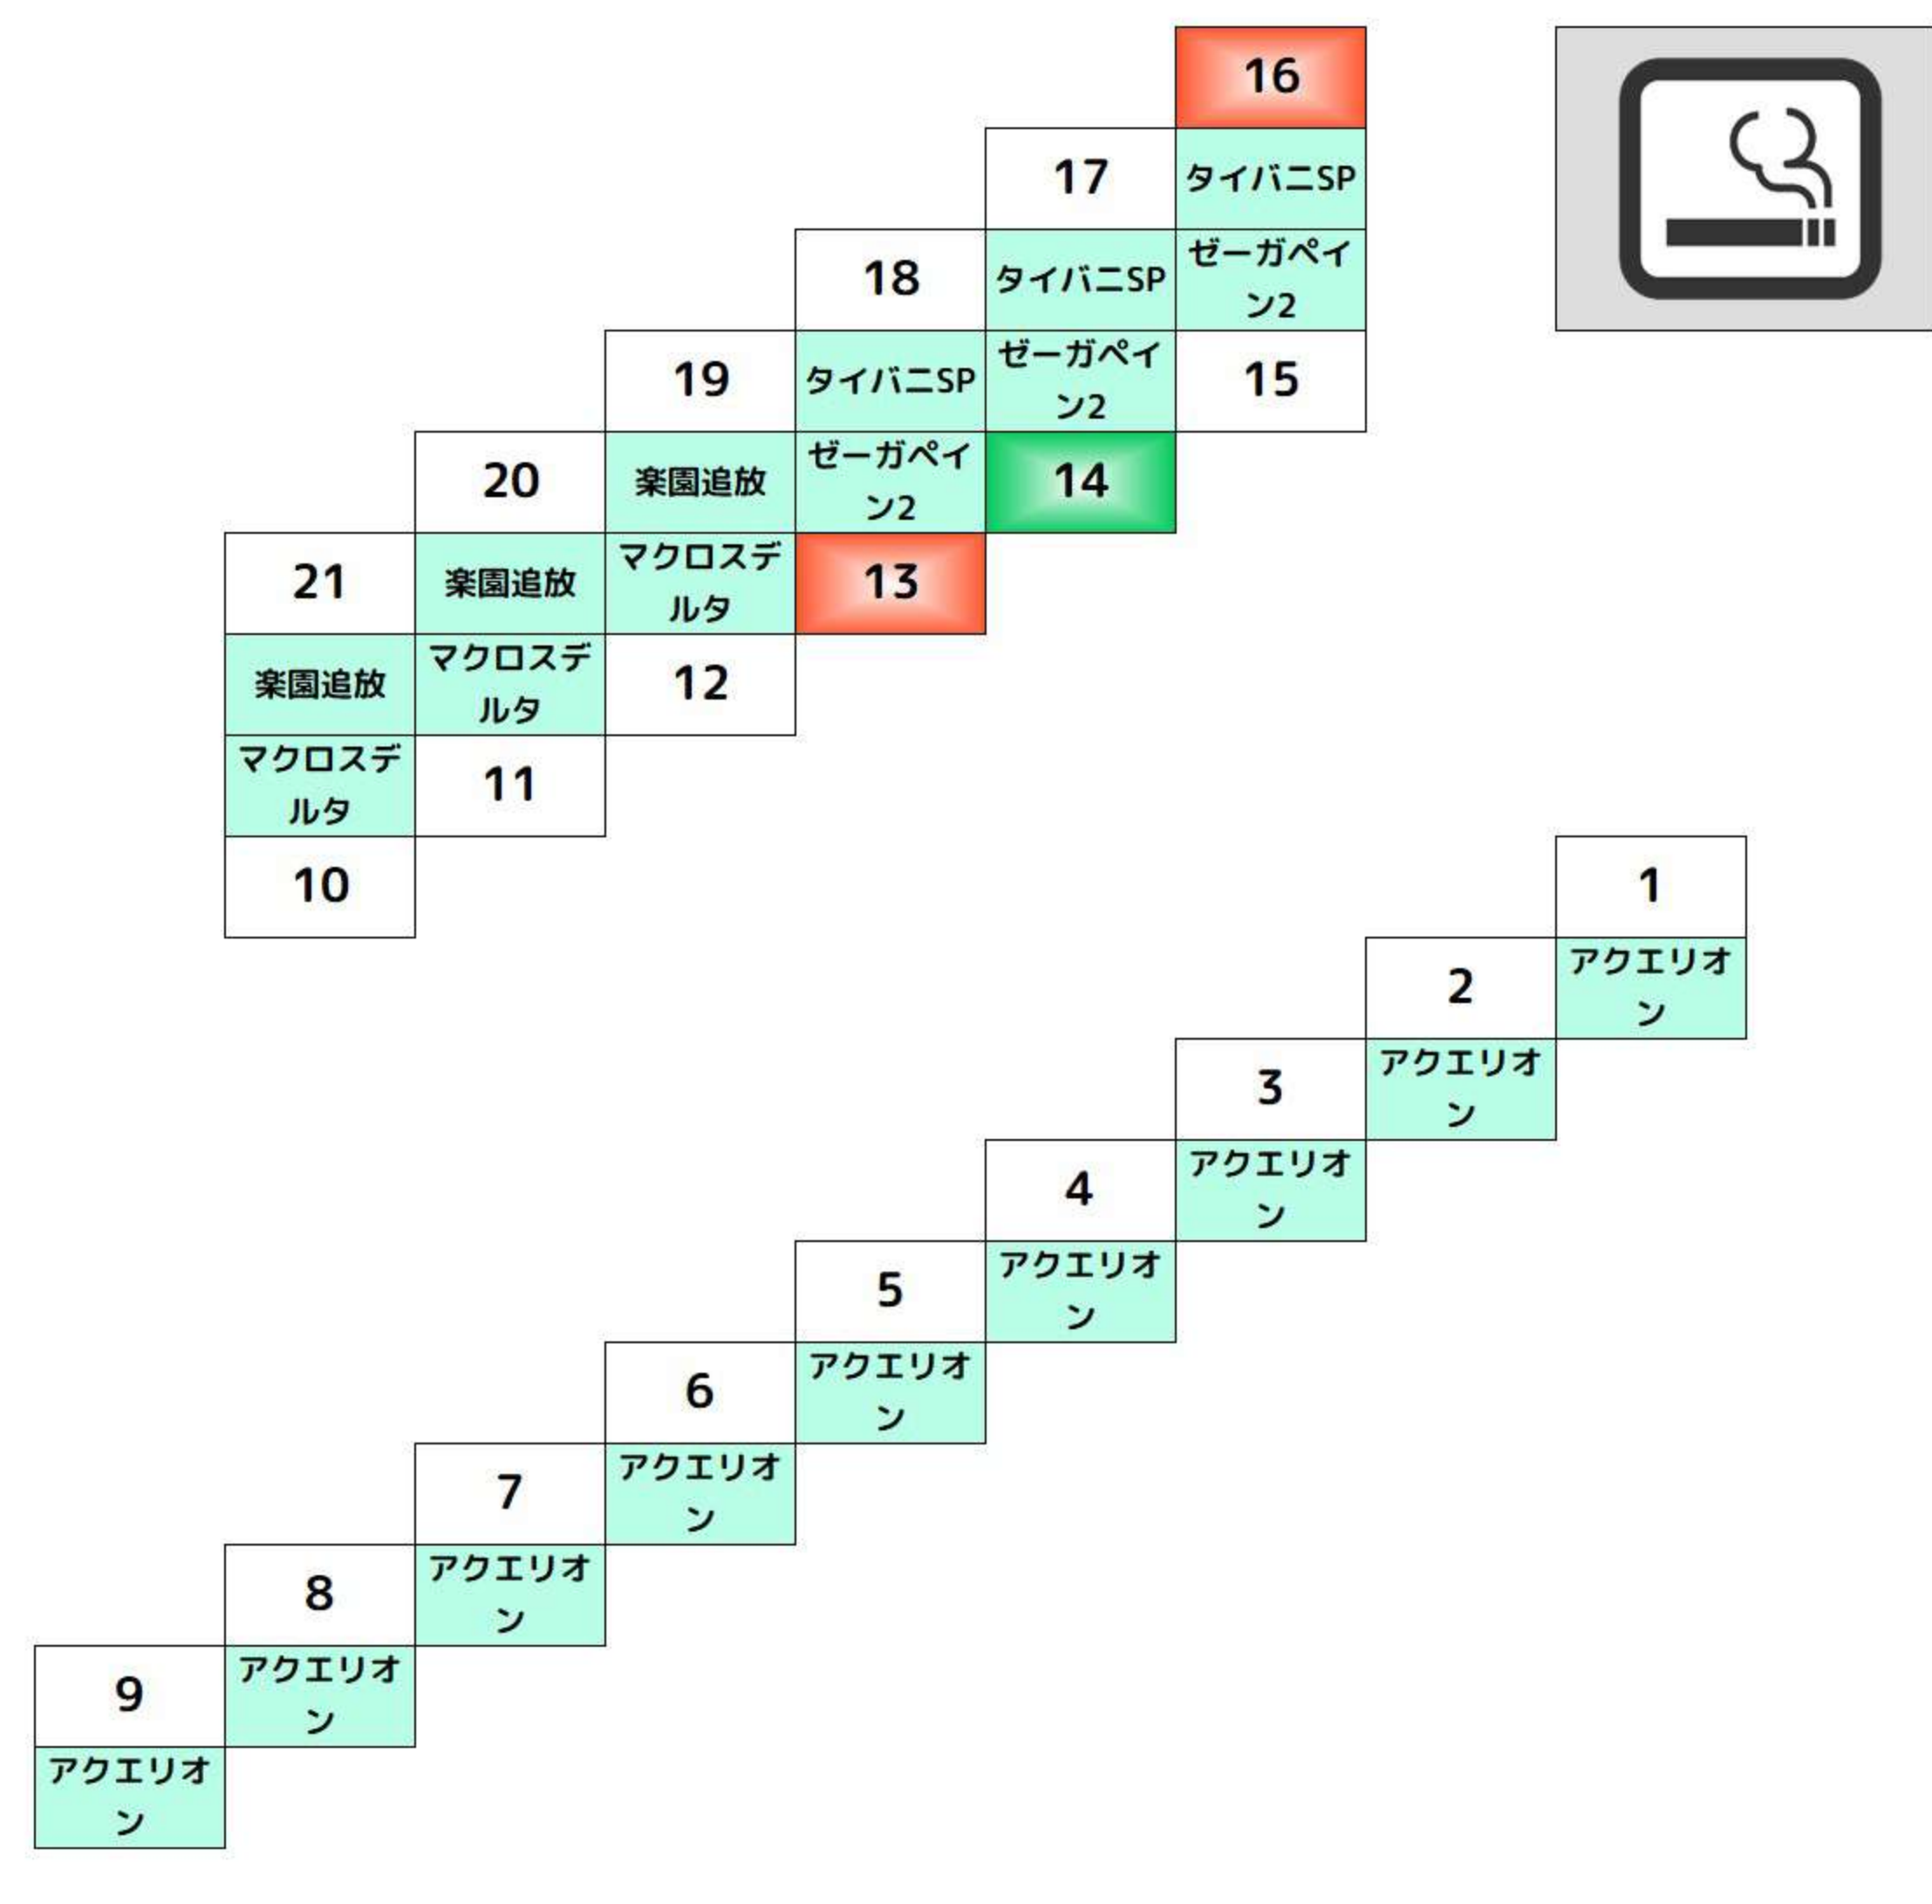 16
17 タイバニSP
18 タイバニSP ゼーガペイ
ン2
19 タイバニSP ゼーガペイ
ン2 15
20 楽園追放 ゼーガペイ
ン2 14
21 楽園追放 マクロスデ
ルタ 13
楽園追放 マクロスデ
ルタ 12
マクロスデ
ルタ 11
10 1
2 アクエリオ
ン
3 アクエリオ
ン
4 アクエリオ
ン
5 アクエリオ
ン
6 アクエリオ
ン
7 アクエリオ
ン
8 アクエリオ
ン
9 アクエリオ
ン
アクエリオ
ン